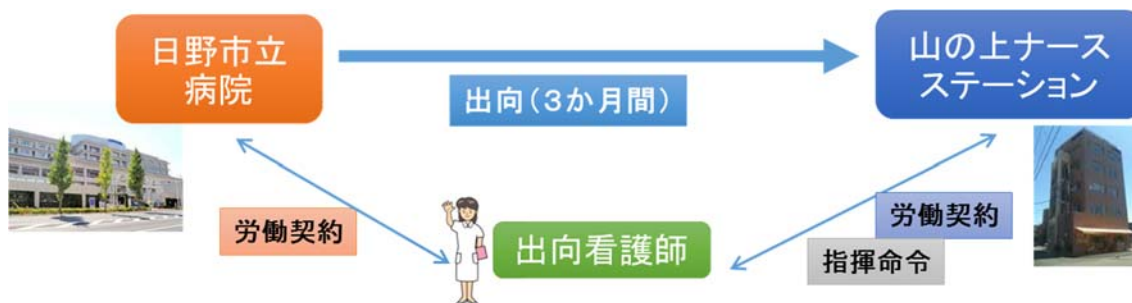 日野市立
病院
山の上ナース
ステーション
出向(3か月間)
労働契約
出向看護師
労働契約
指揮命令